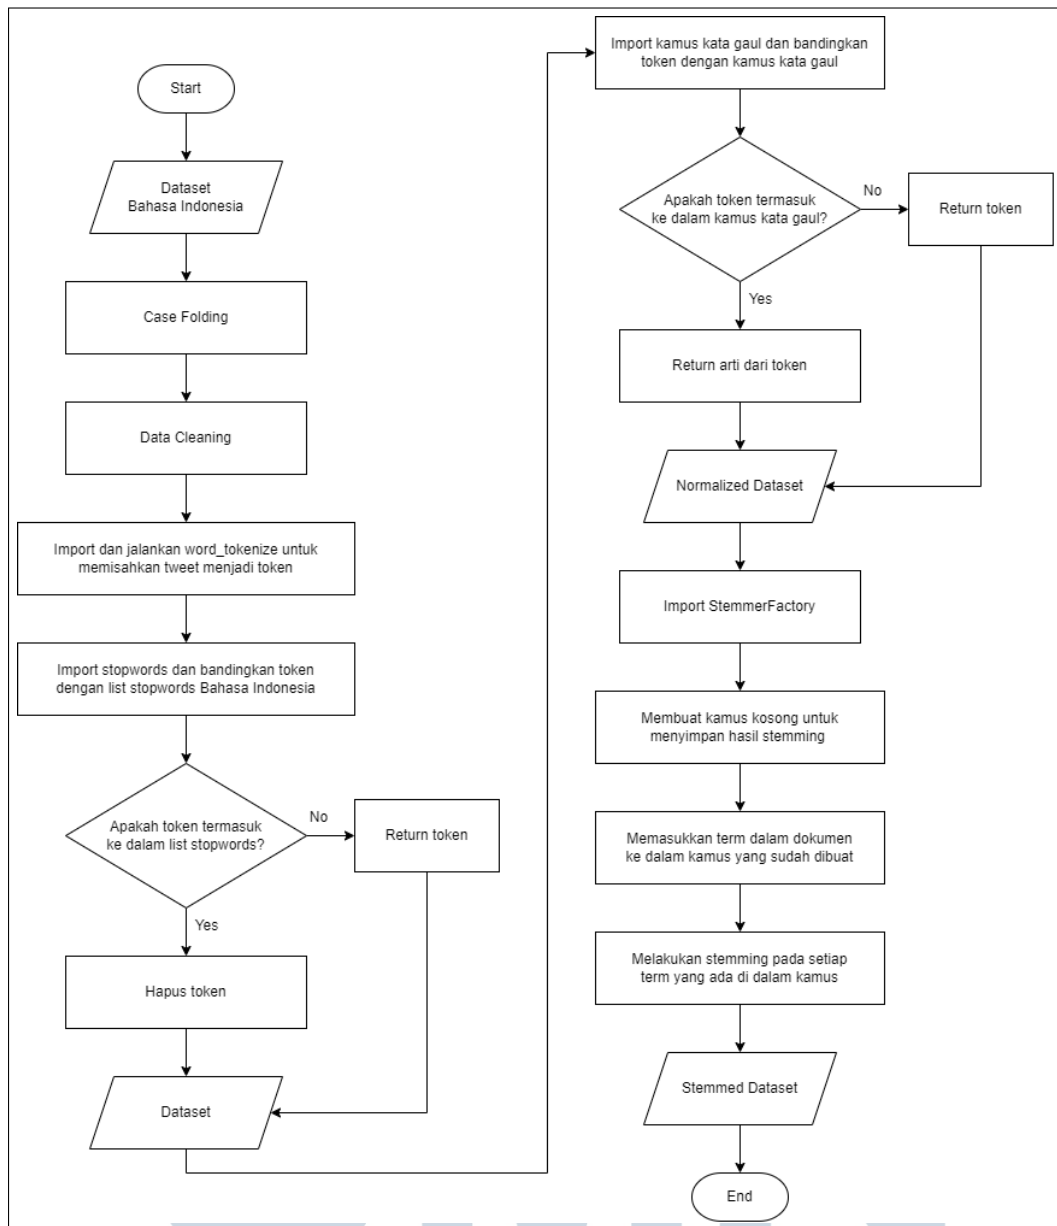 Start
Dataset
Bahasa Indonesia
Case Folding
Data Cleaning
Import dan jalankan word_tokenize untuk
memisahkan tweet menjadi token
Import stopwords dan bandingkan token
dengan list stopwords Bahasa Indonesia
Apakah token termasuk
ke dalam list stopwords?
No
Return token
Yes
Hapus token
Dataset
Import kamus kata gaul dan bandingkan
token dengan kamus kata gaul
Apakah token termasuk
ke dalam kamus kata gaul?
No
Return token
Yes
Return arti dari token
Normalized Dataset
Import StemmerFactory
Membuat kamus kosong untuk
menyimpan hasil stemming
Memasukkan term dalam dokumen
ke dalam kamus yang sudah dibuat
Melakukan stemming pada setiap
term yang ada di dalam kamus
Stemmed Dataset
End